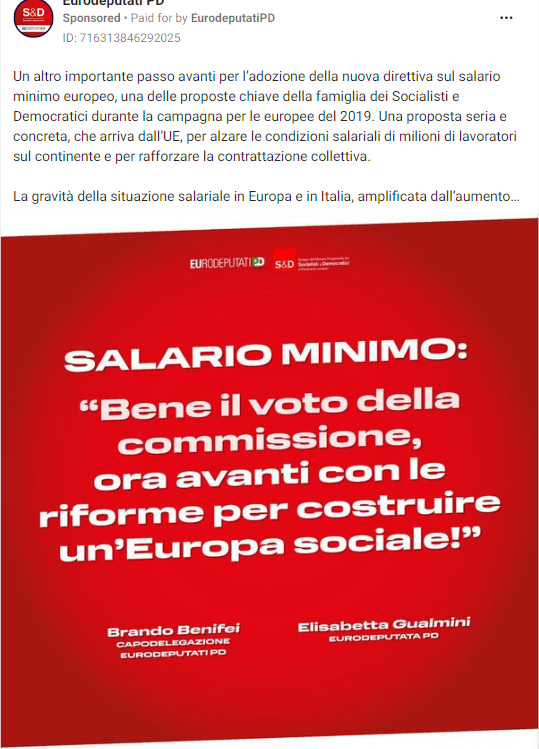 Eurodeputati PD
Sponsored • Paid for by EurodeputatiPD
ID: 716313846292025
Un altro importante passo avanti per l’adozione della nuova direttiva sul salario
minimo europeo, una delle proposte chiave della famiglia dei Socialisti e
Democratici durante la campagna per le europee del 2019. Una proposta seria e
concreta, che arriva dall’UE, per alzare le condizioni salariali di milioni di lavoratori
sul continente e per rafforzare la contrattazione collettiva.
La gravità della situazione salariale in Europa e in Italia, amplificata dall’aumento…
EURODEPUTATI PD
S&D
Socialisti e Democratici
SALARIO MINIMO:
“Bene il voto della
commissione,
ora avanti con le
riforme per costruire
un’Europa sociale!”
Brando Benifei
CAPODELEGAZIONE
EURODEPUTATI PD
Elisabetta Gualmini
EURODEPUTATA PD